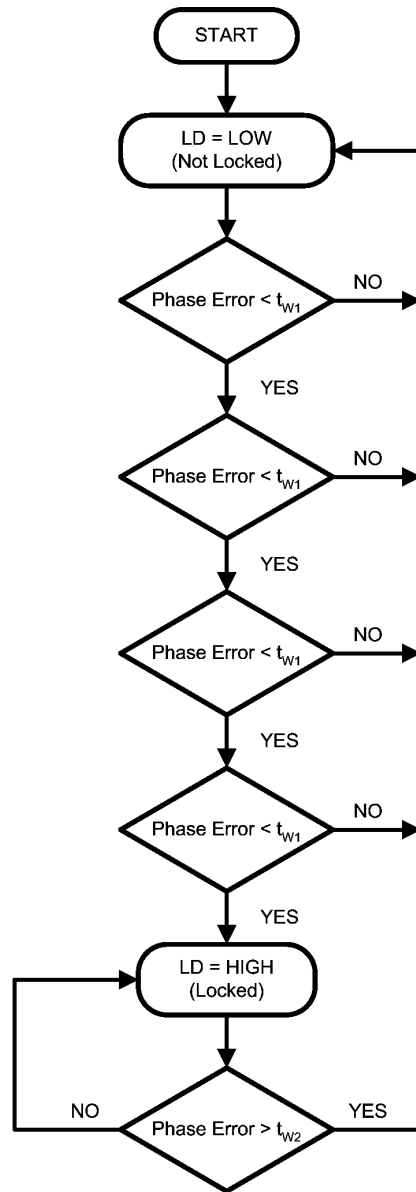 START
LD = LOW
(Not Locked)
Phase Error < tW1
NO
YES
Phase Error < tW1
NO
YES
Phase Error < tW1
NO
YES
Phase Error < tW1
NO
YES
LD = HIGH
(Locked)
NO
Phase Error > tW2
YES